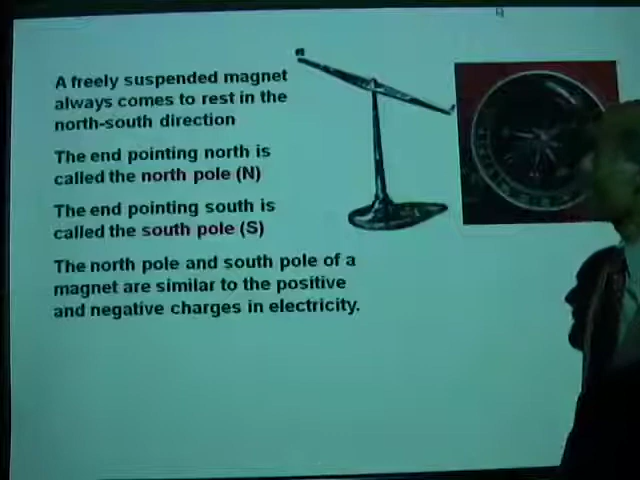 A freely suspended magnet
always comes to rest in the
north-south direction
The end pointing north is
called the north pole (N)
The end pointing south is
called the south pole (S)
The north pole and south pole of a
magnet are similar to the positive
and negative charges in electricity.